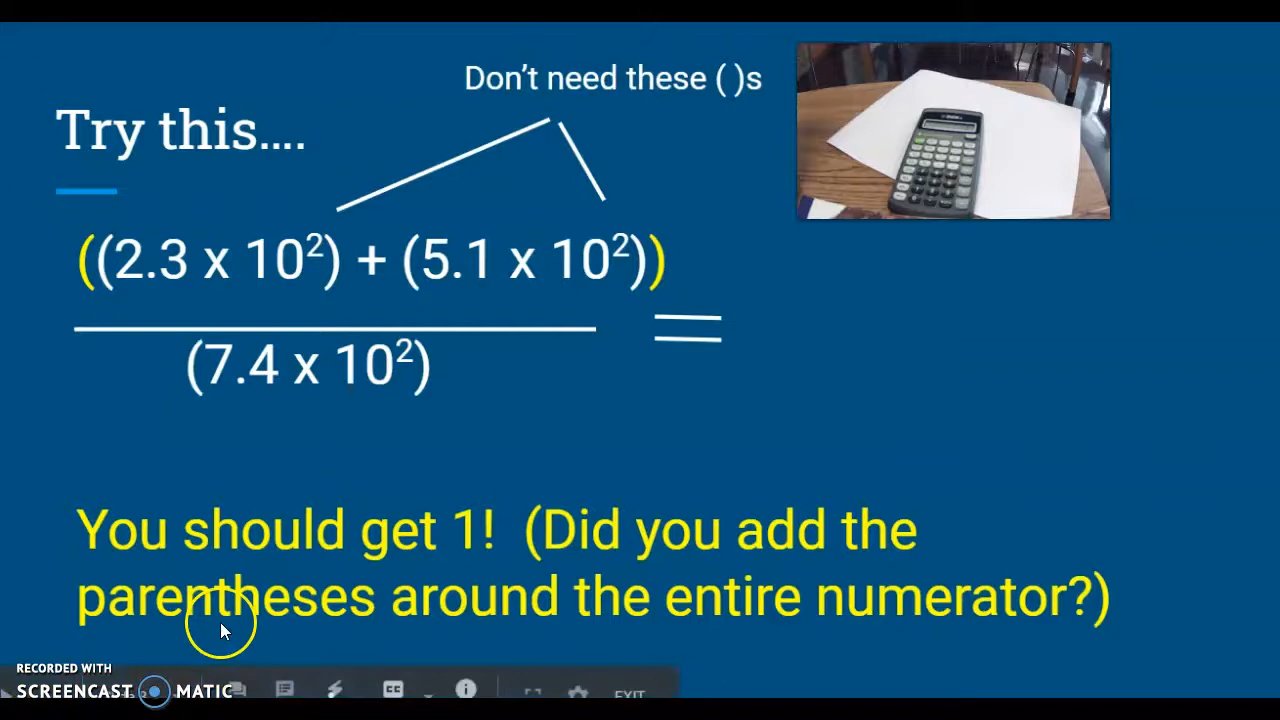 Don't need these ( )s
Try this....
((2.3 x 10²) + (5.1 x 10²))
(7.4 x 10²)
=
You should get 1! (Did you add the
parentheses around the entire numerator?)
RECORDED WITH
SCREENCAST MATIC
CC
EXIT